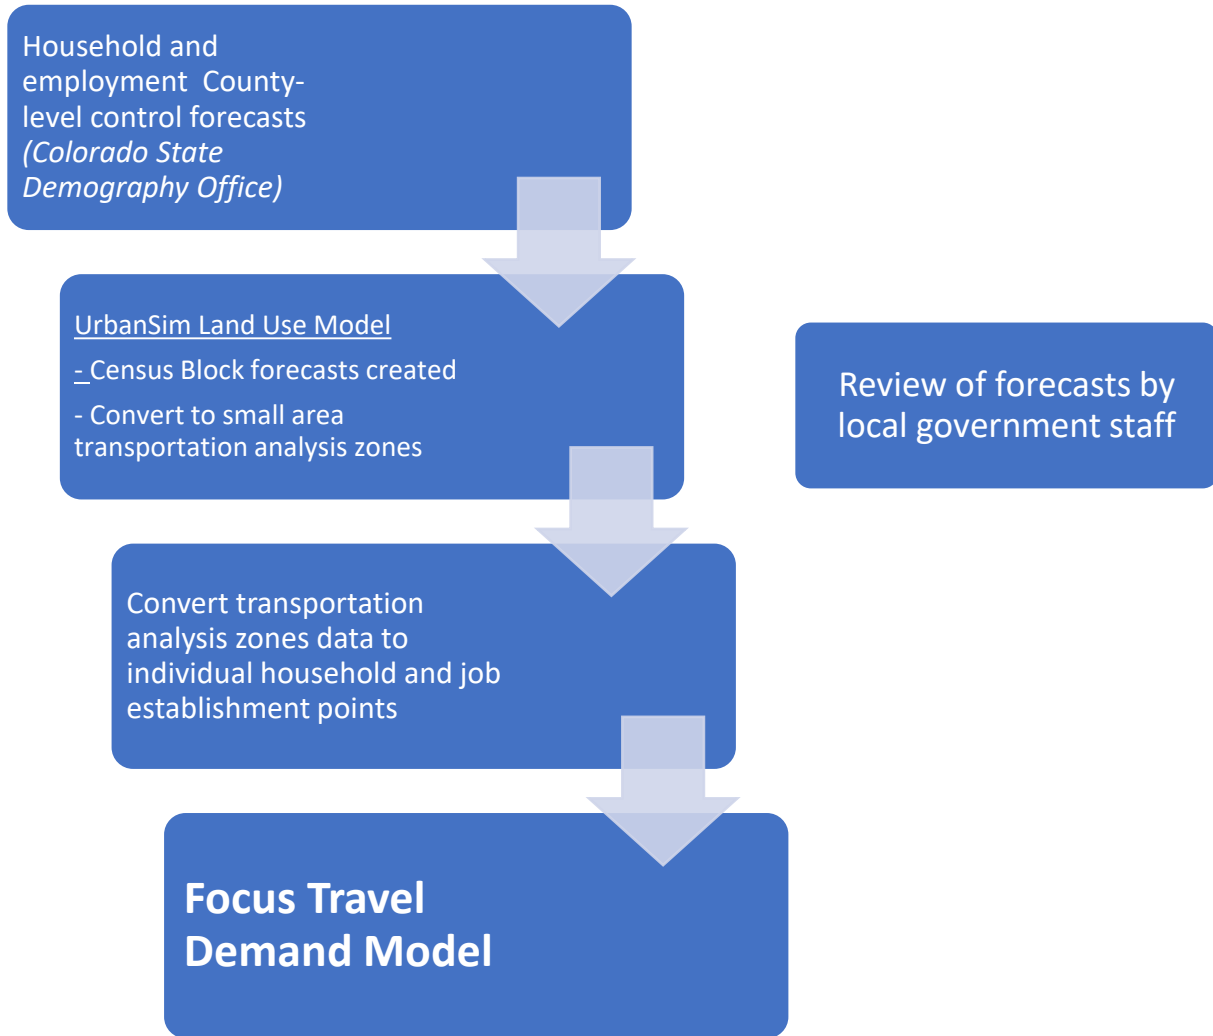 Household and
employment  County-
level control forecasts
(Colorado State
Demography Office)
UrbanSim Land Use Model
- Census Block forecasts created
- Convert to small area
transportation analysis zones
Review of forecasts by
local government staff
Convert transportation
analysis zones data to
individual household and job
establishment points
Focus Travel
Demand Model